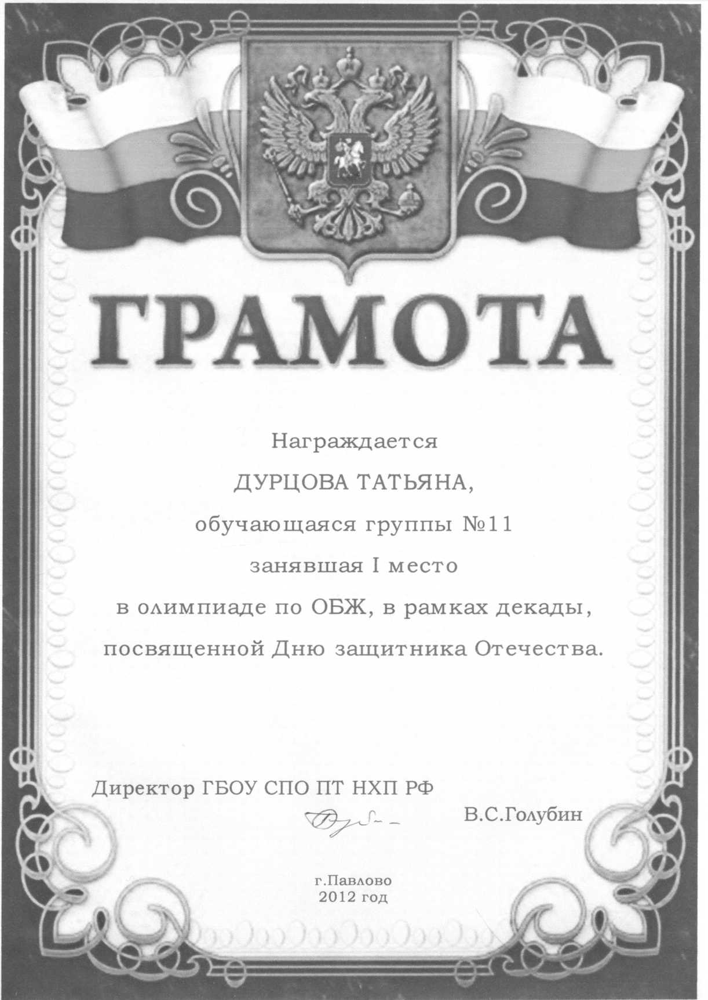 ГРАМОТА
Награждается
ДУРЦОВА ТАТЬЯНА,
обучающаяся группы №11
занявшая I место
в олимпиаде по ОБЖ, в рамках декады,
посвященной Дню защитника Отечества.
Директор ГБОУ СПО ПТ НХП РФ
В.С.Голубин
г.Павлово
2012 год